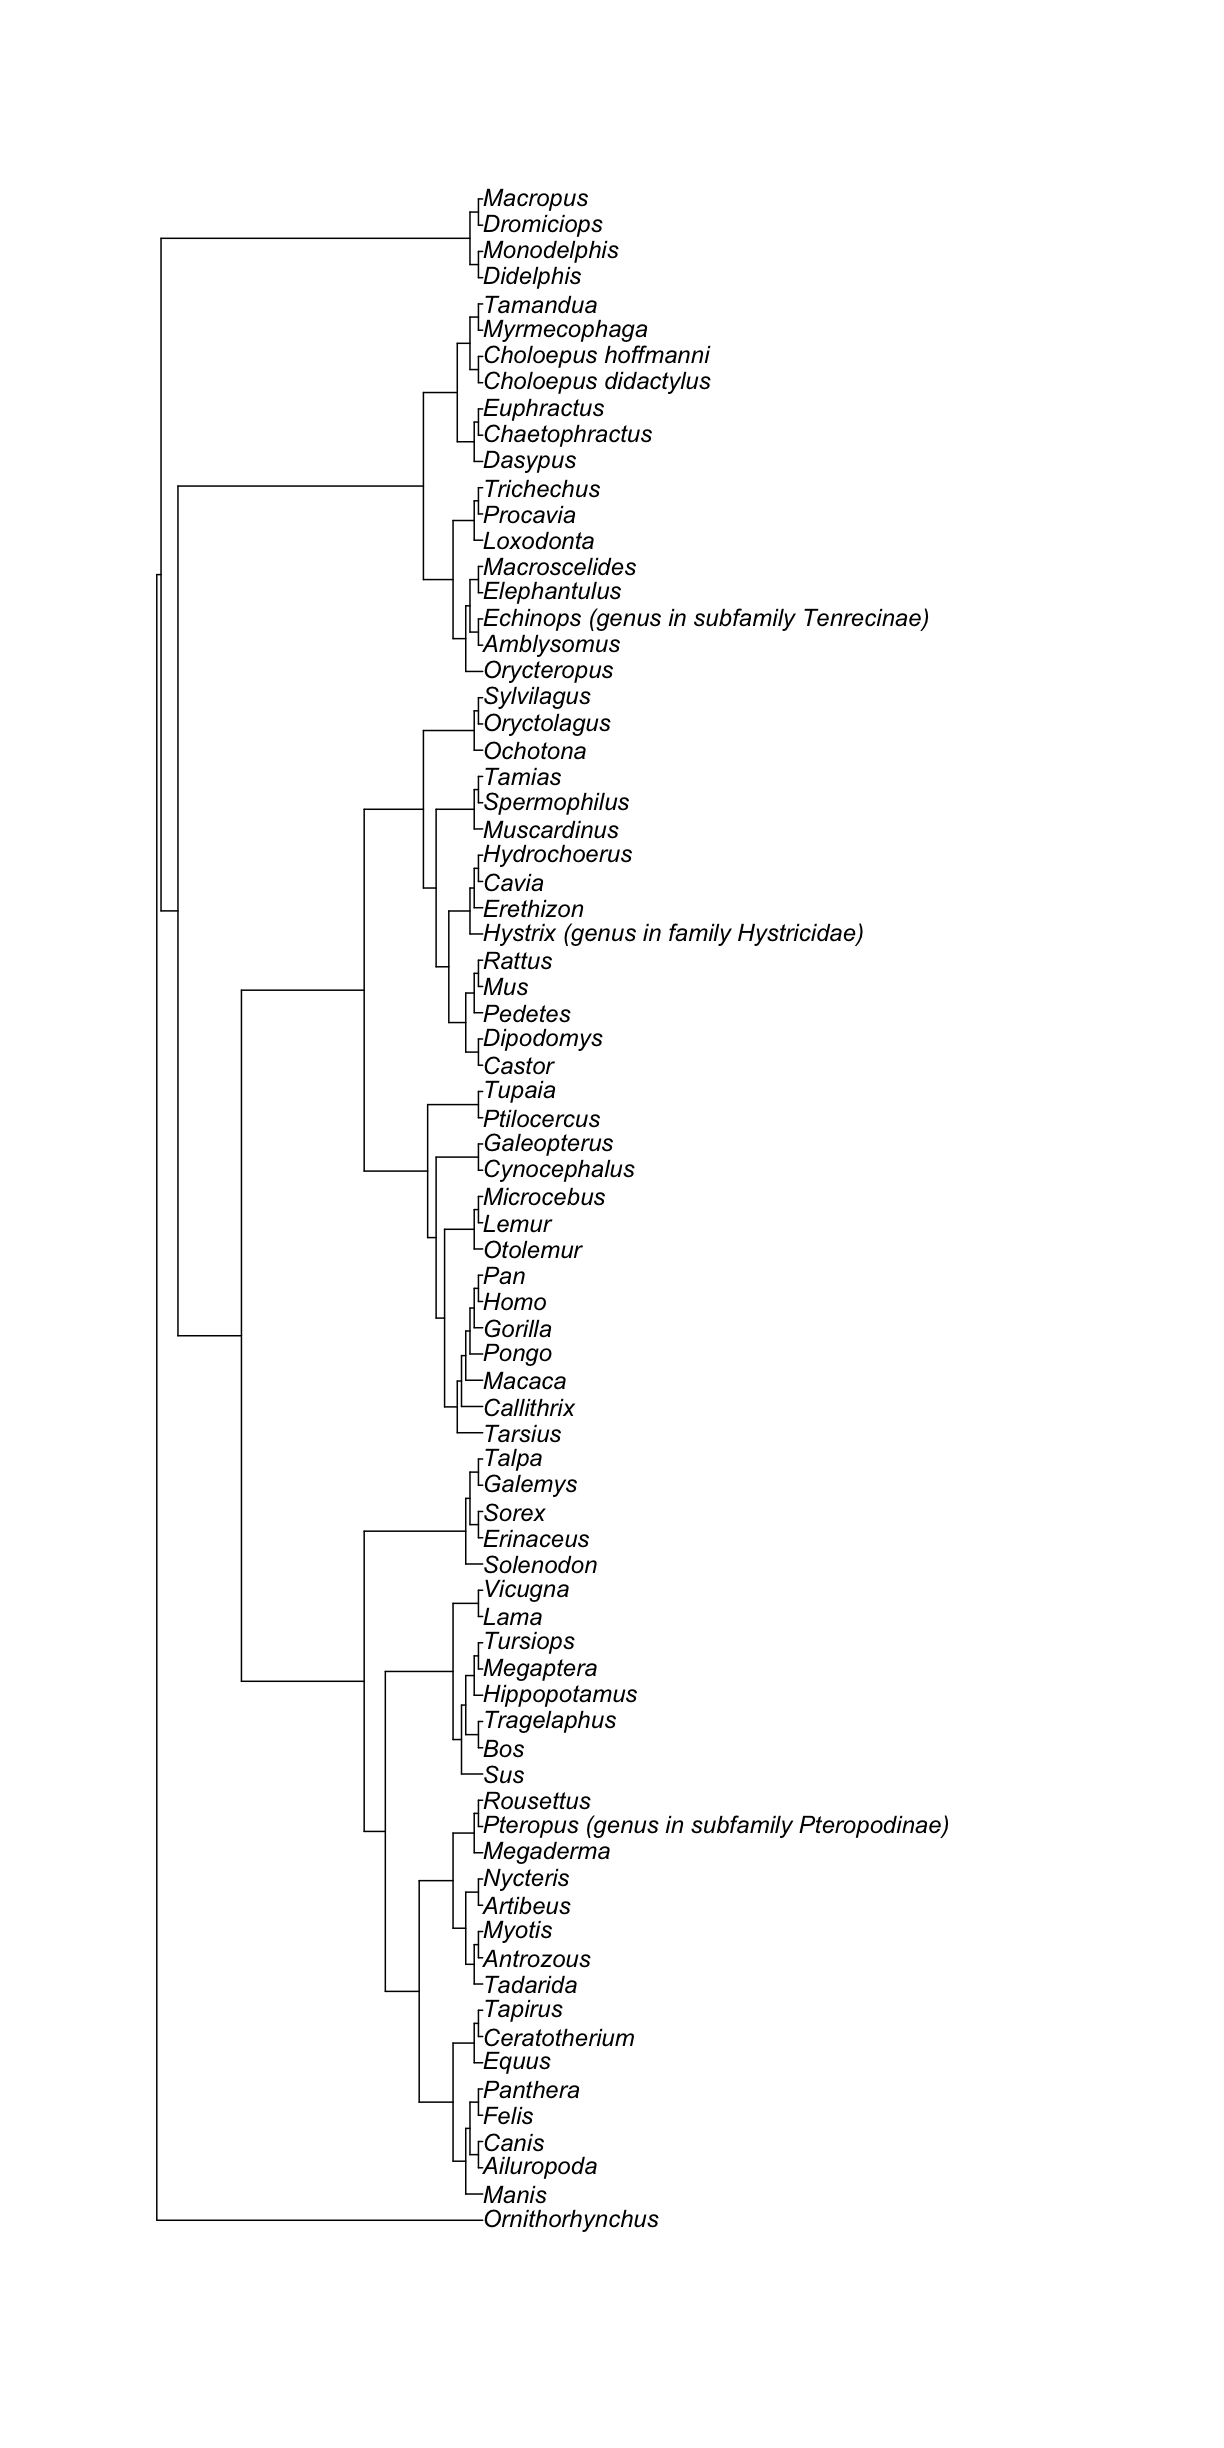 Macropus
Dromiciops
Monodelphis
Didelphis
Tamandua
Myrmecophaga
Choloepus hoffmanni
Choloepus didactylus
Euphractus
Chaetophractus
Dasypus
Trichechus
Procavia
Loxodonta
Macroscelides
Elephantulus
Echinops (genus in subfamily Tenrecinae)
Amblysomus
Orycteropus
Sylvilagus
Oryctolagus
Ochotona
Tamias
Spermophilus
Muscardinus
Hydrochoerus
Cavia
Erethizon
Hystrix (genus in family Hystricidae)
Rattus
Mus
Pedetes
Dipodomys
Castor
Tupaia
Ptilocercus
Galeopterus
Cynocephalus
Microcebus
Lemur
Otolemur
Pan
Homo
Gorilla
Pongo
Macaca
Callithrix
Tarsius
Talpa
Galemys
Sorex
Erinaceus
Solenodon
Vicugna
Lama
Tursiops
Megaptera
Hippopotamus
Tragelaphus
Bos
Sus
Rousettus
Pteropus (genus in subfamily Pteropodinae)
Megaderma
Nycteris
Artibeus
Myotis
Antrozous
Tadarida
Tapirus
Ceratotherium
Equus
Panthera
Felis
Canis
Ailuropoda
Manis
Ornithorhynchus